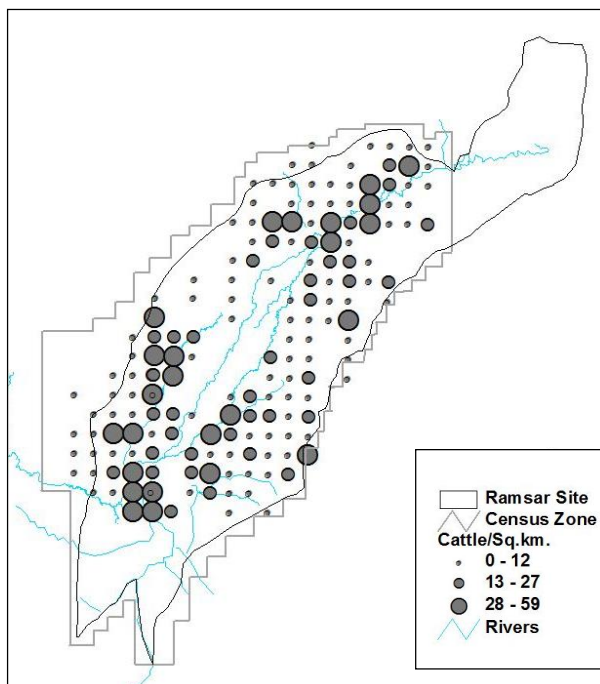 Ramsar Site
Census Zone
Cattle/Sq.km.
0 - 12
13 - 27
28 - 59
Rivers